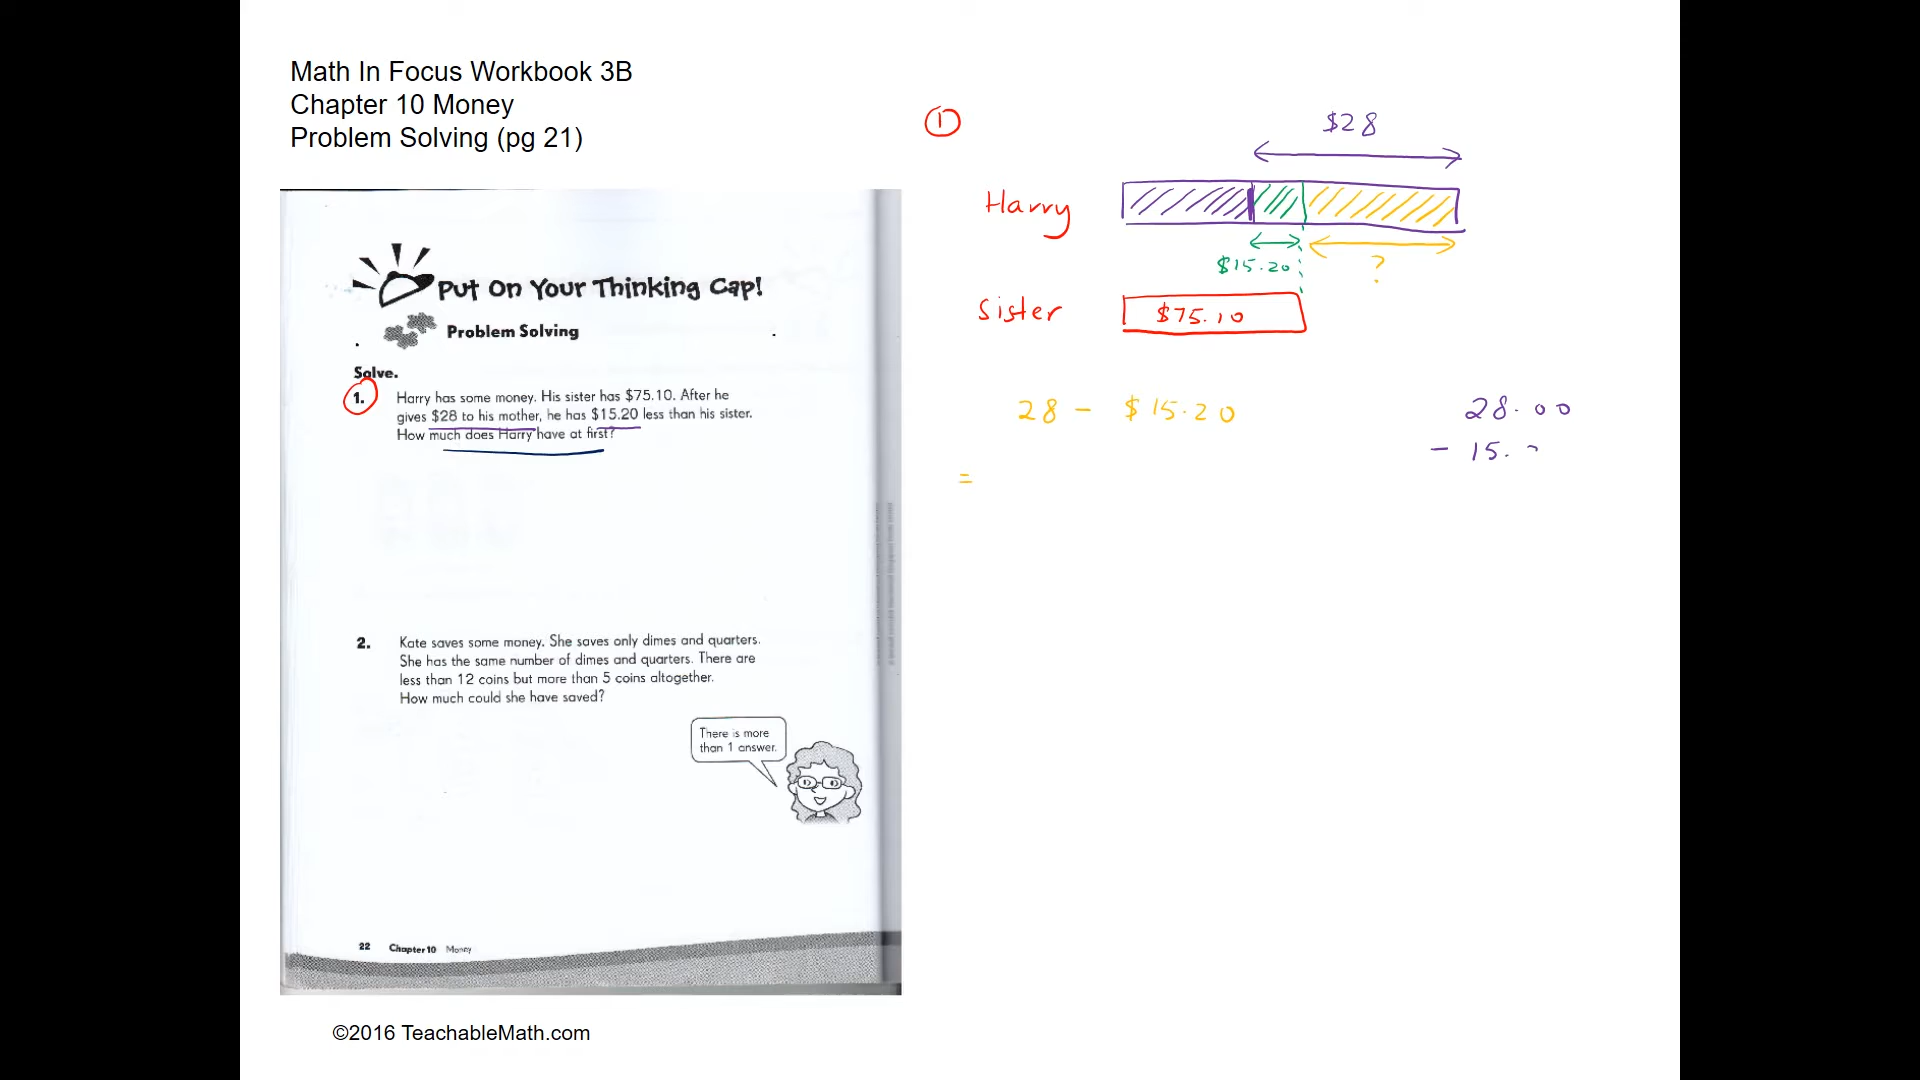 Math In Focus Workbook 3B
Chapter 10 Money
Problem Solving (pg 21)
Put On Your Thinking Cap!
Problem Solving
Solve.
1. Harry has some money. His sister has $75.10. After he
gives $28 to his mother, he has $15.20 less than his sister.
How much does Harry have at first?
2. Kate saves some money. She saves only dimes and quarters.
She has the same number of dimes and quarters. There are
less than 12 coins but more than 5 coins altogether.
How much could she have saved?
There is more
than 1 answer.
22 Chapter 10 Money
©2016 TeachableMath.com
1
$28
Harry
$15.20
?
Sister
$75.10
28 - $15.20
=
28.00
- 15.